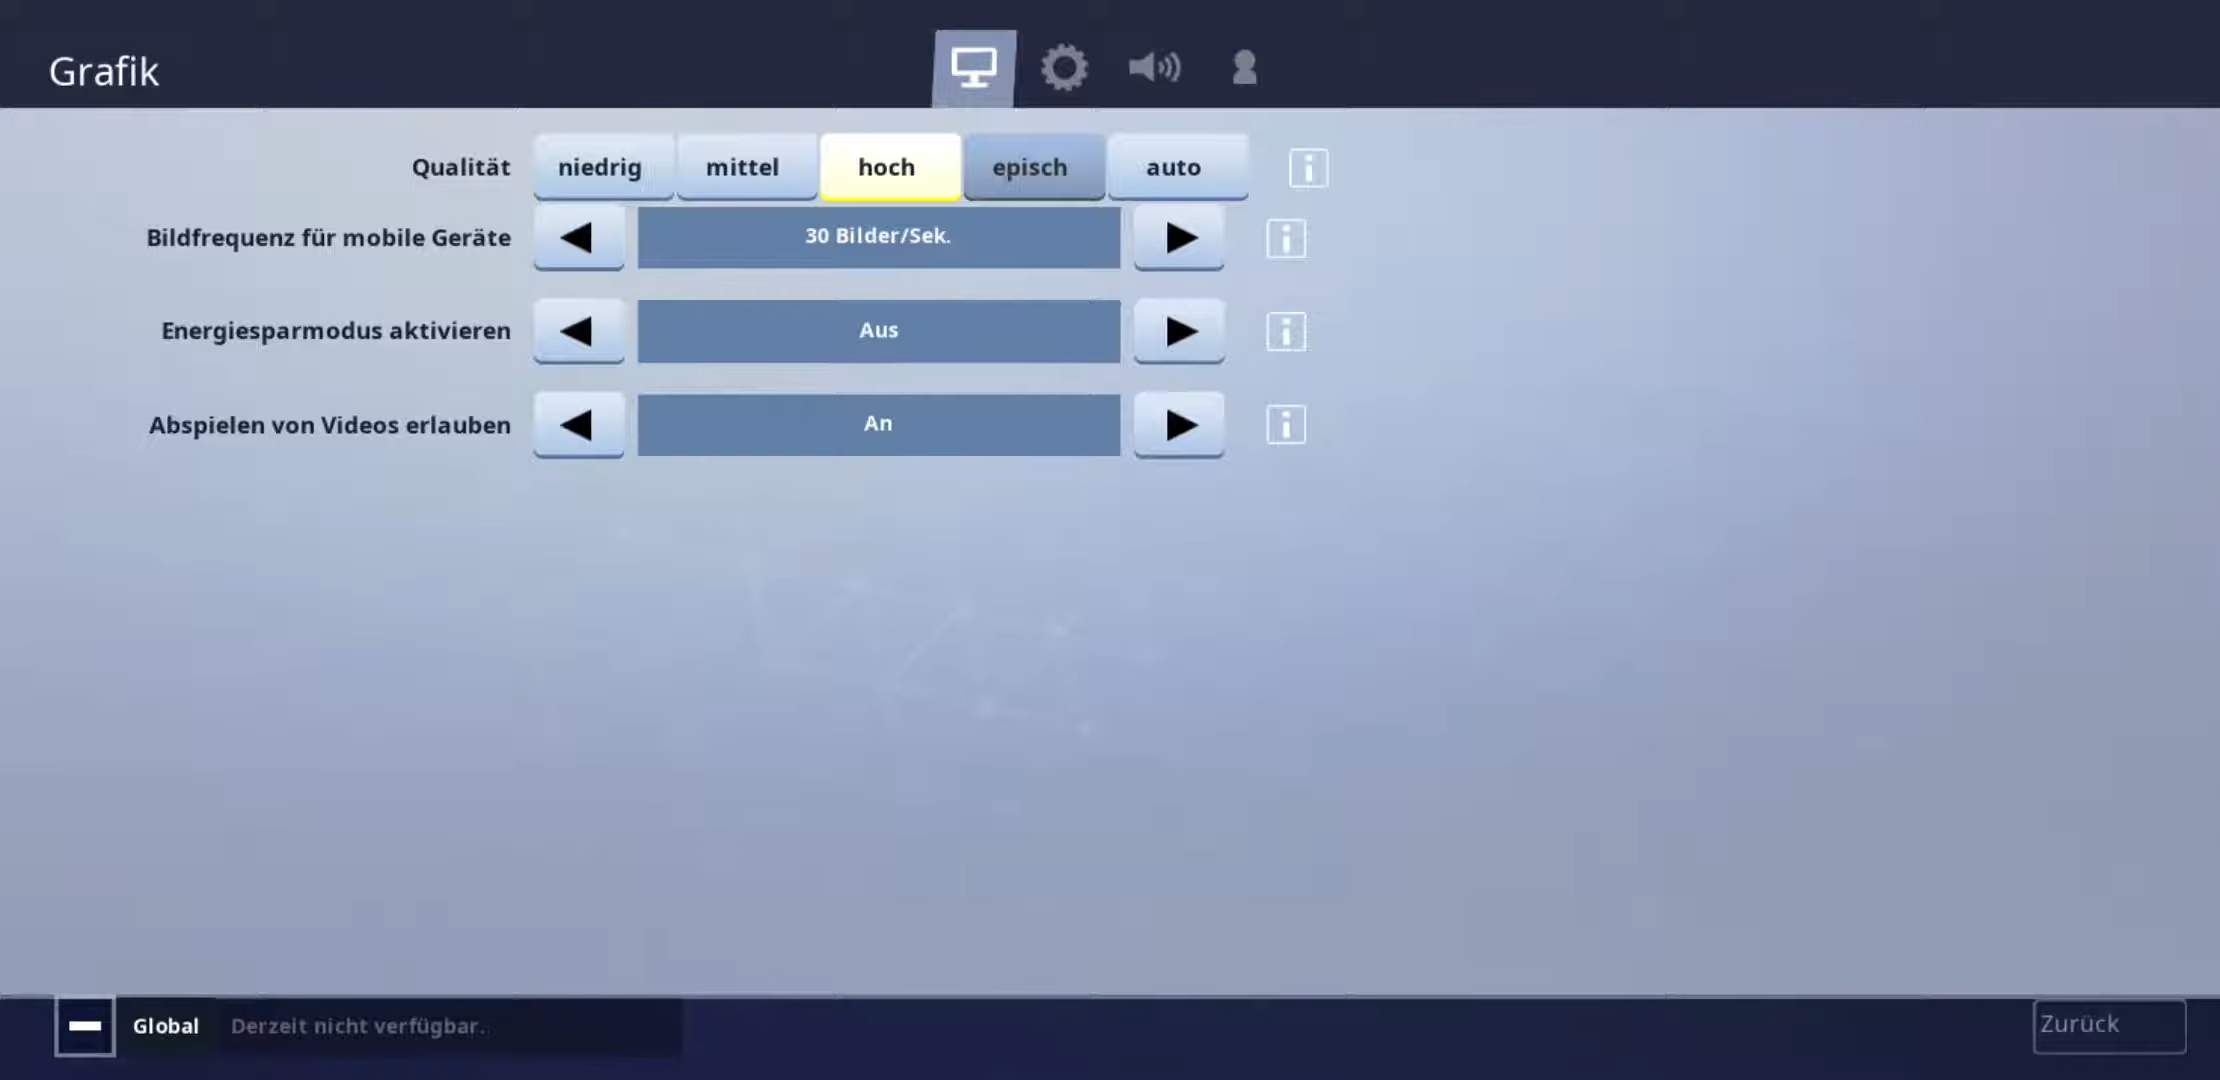 Grafik
Qualität niedrig mittel hoch episch auto
Bildfrequenz für mobile Geräte 30 Bilder/Sek.
Energiesparmodus aktivieren Aus
Abspielen von Videos erlauben An
Global Derzeit nicht verfügbar. Zurück